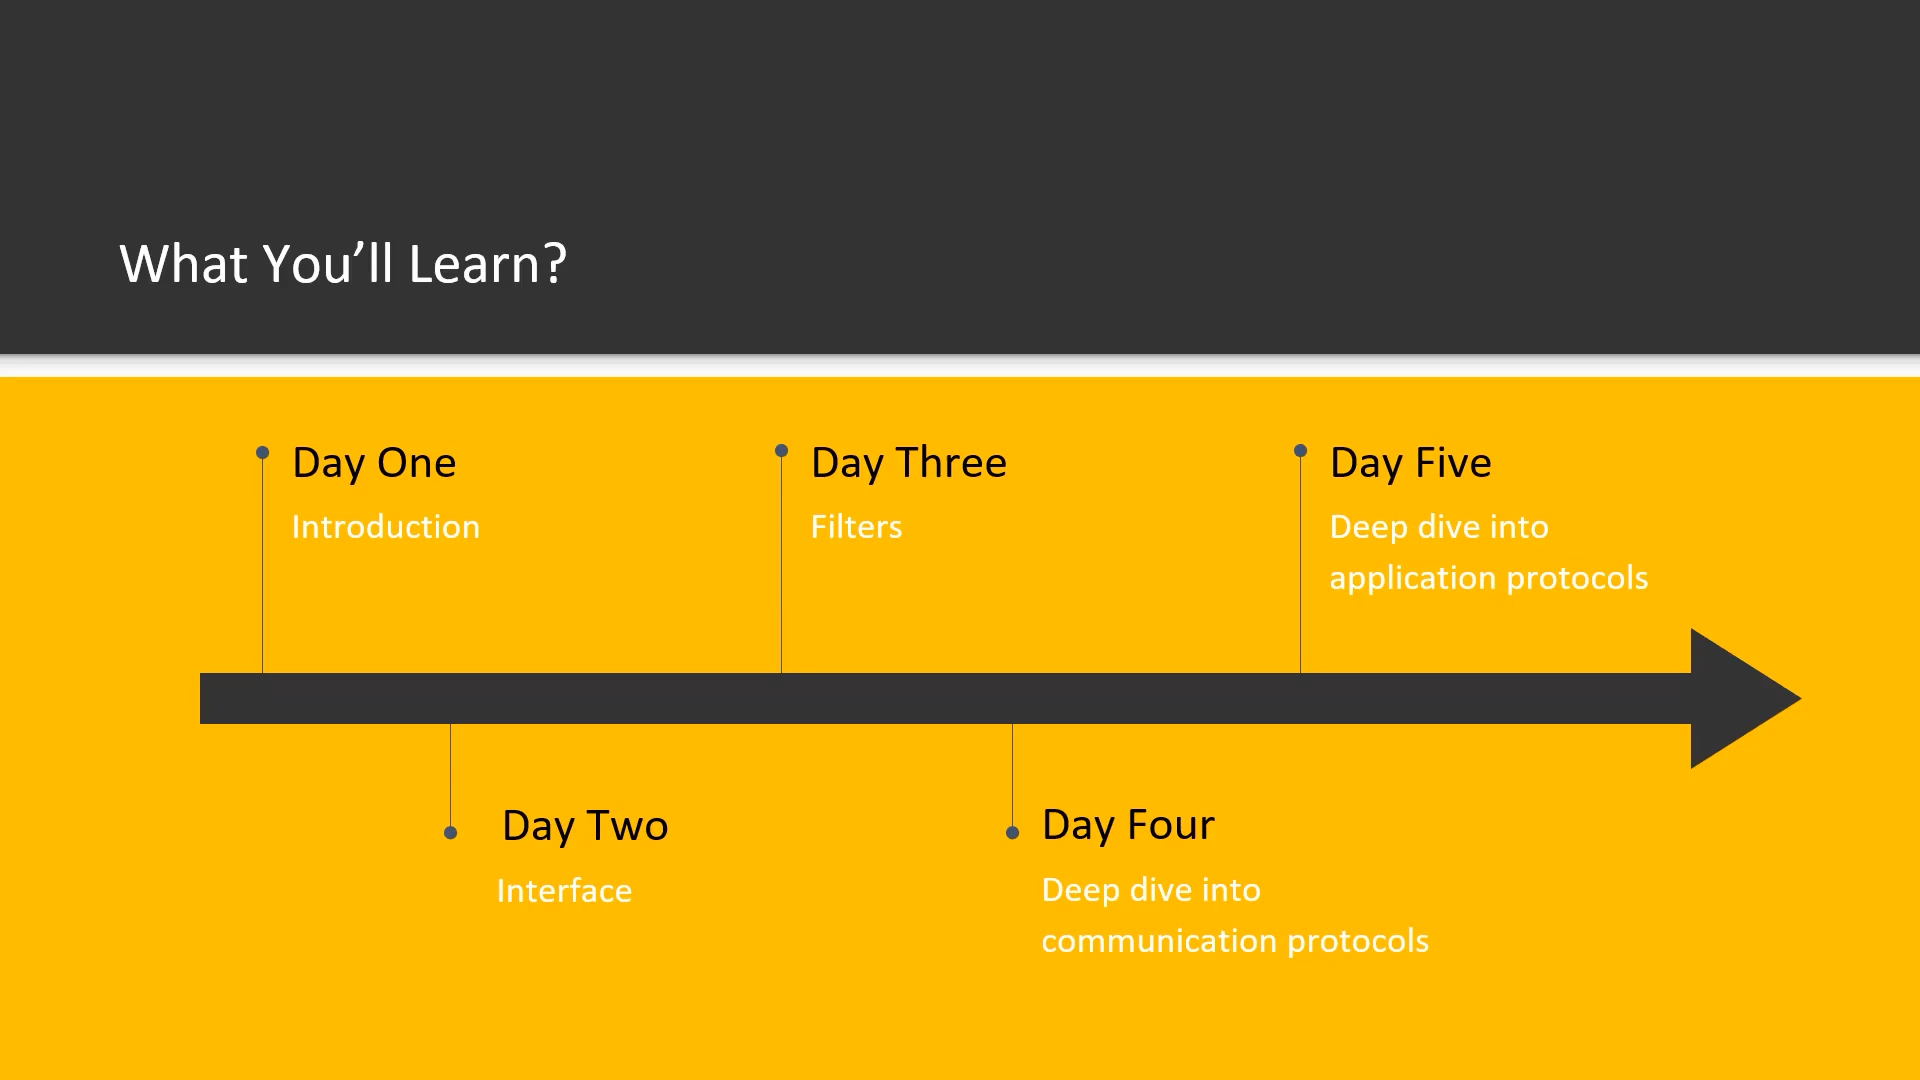 What You’ll Learn?
Day One
Introduction
Day Two
Interface
Day Three
Filters
Day Four
Deep dive into
communication protocols
Day Five
Deep dive into
application protocols